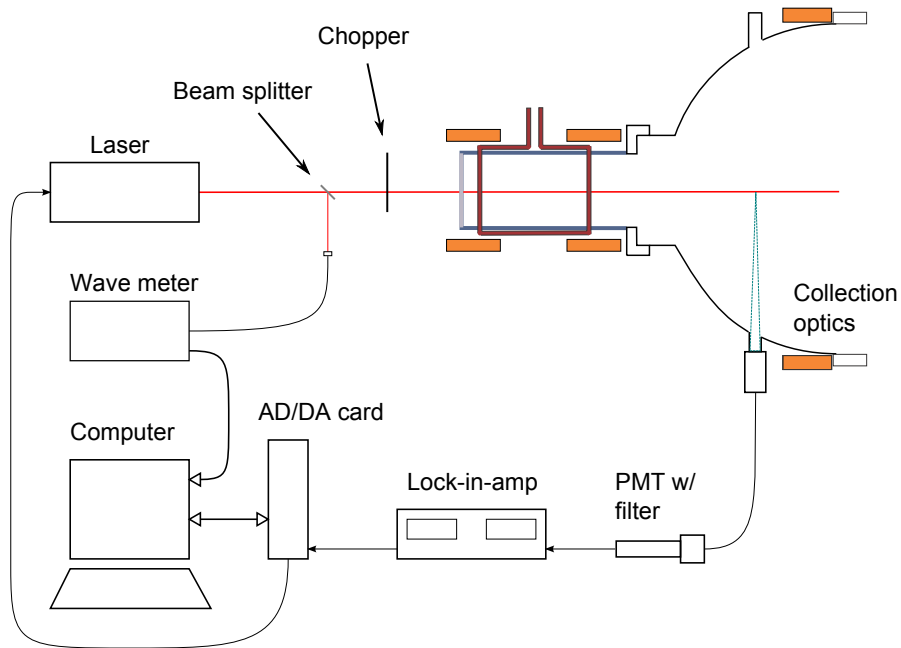 Chopper
Beam splitter
Laser
Wave meter
Collection
optics
AD/DA card
Computer
Lock-in-amp
PMT w/
filter